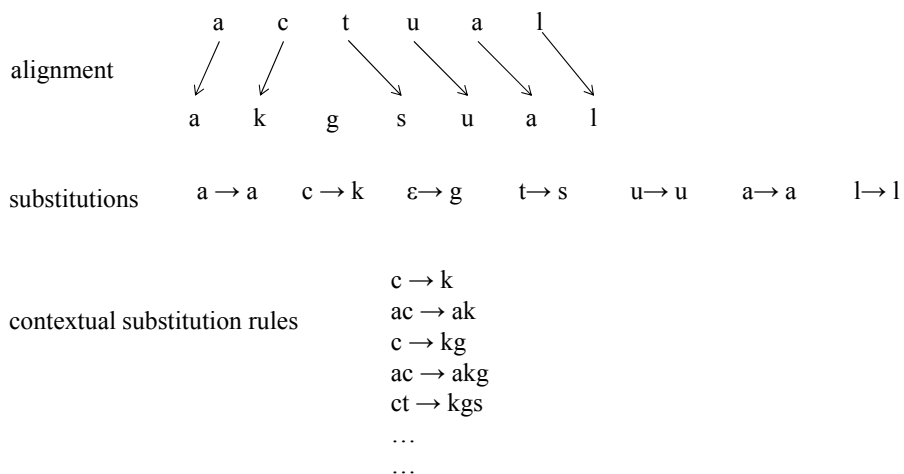 a c t u a l
alignment
a k g s u a l
substitutions a → a c → k ε → g t → s u → u a → a l → l
c → k
ac → ak
contextual substitution rules
c → kg
ac → akg
ct → kgs
…
…